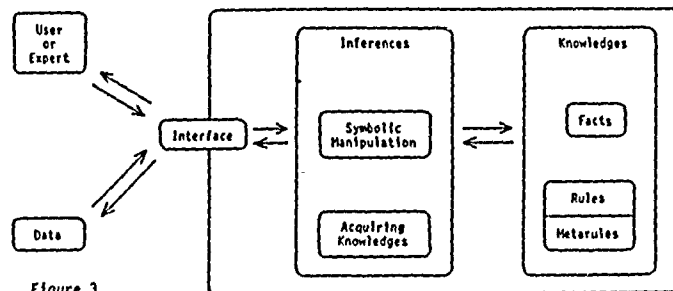 User
or
Expert
Interface
Data
Inferences
Symbolic
Manipulation
Acquiring
Knowledges
Knowledges
Facts
Rules
Metarules
Figure 3